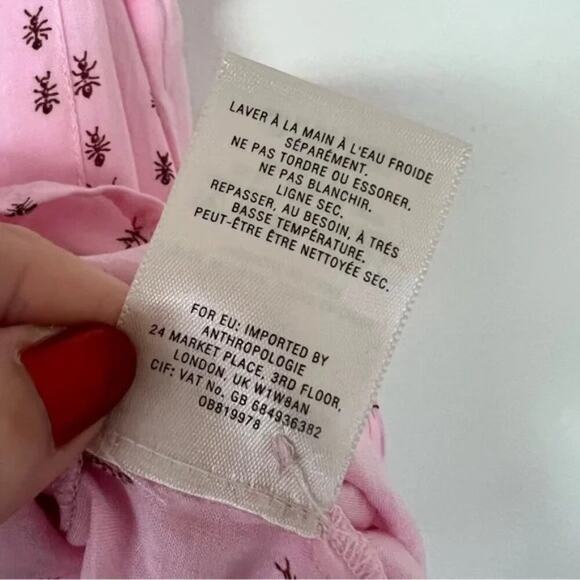 LAVER À LA MAIN À L'EAU FROIDE
SÉPARÉMENT.
NE PAS TORDRE OU ESSORER.
NE PAS BLANCHIR.
LIGNE SEC.
REPASSER, AU BESOIN, À TRÉS
BASSE TEMPÉRATURE.
PEUT-ÊTRE ÊTRE NETTOYÉE SEC.
FOR EU: IMPORTED BY
ANTHROPOLOGIE
24 MARKET PLACE, 3RD FLOOR,
LONDON, UK W1W8AN
CIF: VAT No. GB 684936382
OB819978